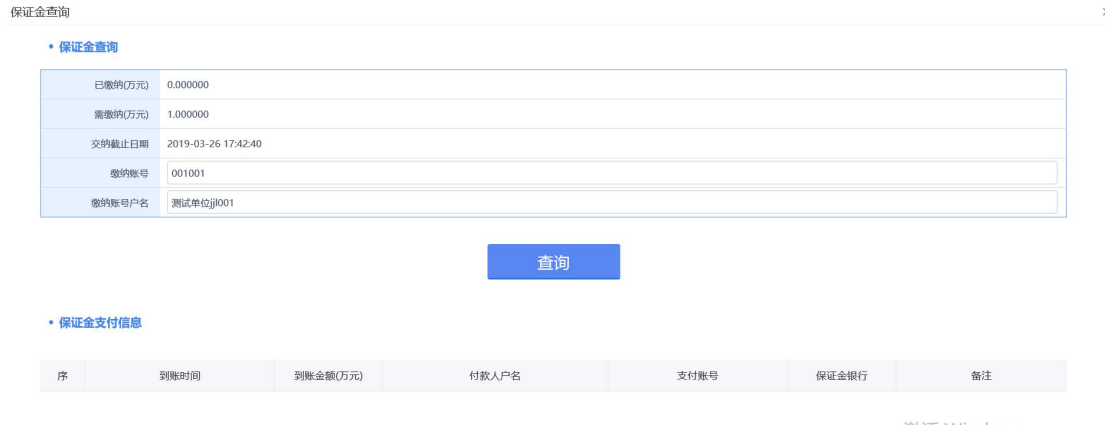 保证金查询
• 保证金查询
已缴纳(万元) 0.000000
需缴纳(万元) 1.000000
交纳截止日期 2019-03-26 17:42:40
缴纳账号 001001
缴纳账号户名 测试单位jjl001
查询
• 保证金支付信息
序 到账时间 到账金额(万元) 付款人户名 支付账号 保证金银行 备注